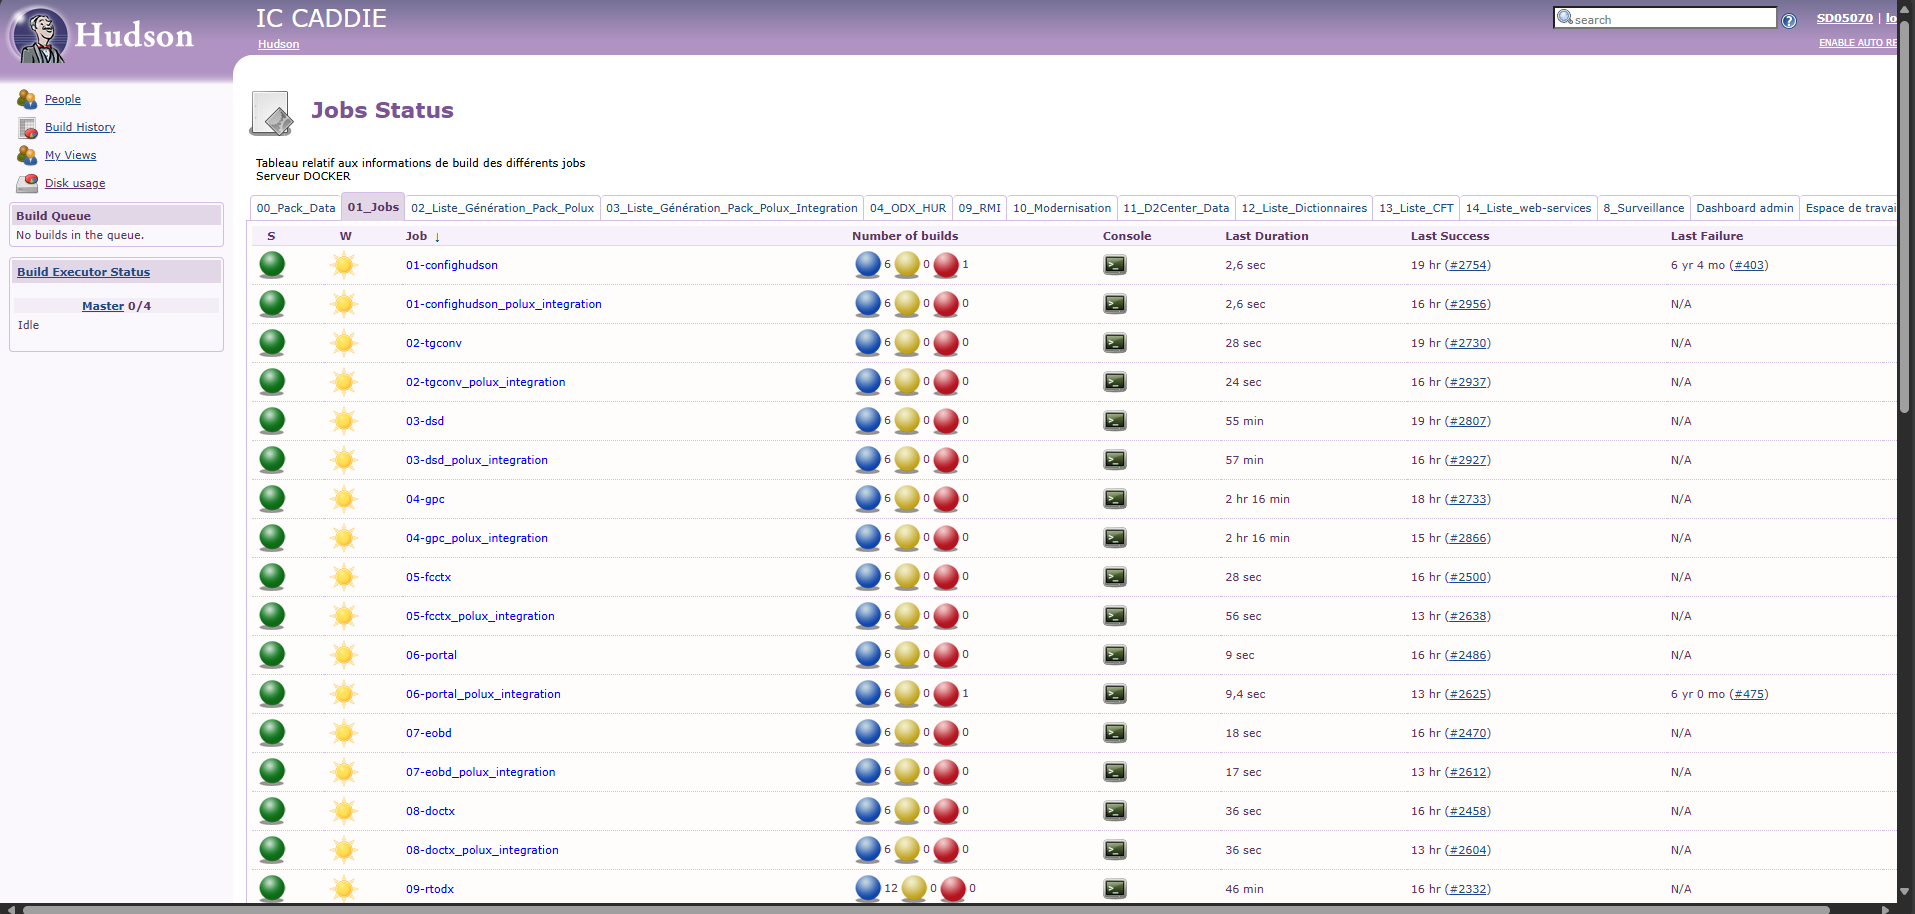 Hudson
IC CADDIE
Hudson
search
SD05070 | lo
ENABLE AUTO RE
People
Build History
My Views
Disk usage
Build Queue
No builds in the queue.
Build Executor Status
Master 0/4
Idle
Jobs Status
Tableau relatif aux informations de build des différents jobs
Serveur DOCKER
00_Pack_Data 01_Jobs 02_Liste_Génération_Pack_Polux 03_Liste_Génération_Pack_Polux_Integration 04_ODX_HUR 09_RMI 10_Modernisation 11_D2Center_Data 12_Liste_Dictionnaires 13_Liste_CFT 14_Liste_web-services 8_Surveillance Dashboard admin Espace de travai
S W Job ↓ Number of builds Console Last Duration Last Success Last Failure
01-confighudson 6 0 1 2,6 sec 19 hr (#2754) 6 yr 4 mo (#403)
01-confighudson_polux_integration 6 0 0 2,6 sec 16 hr (#2956) N/A
02-tgconv 6 0 0 28 sec 19 hr (#2730) N/A
02-tgconv_polux_integration 6 0 0 24 sec 16 hr (#2937) N/A
03-dsd 6 0 0 55 min 19 hr (#2807) N/A
03-dsd_polux_integration 6 0 0 57 min 16 hr (#2927) N/A
04-gpc 6 0 0 2 hr 16 min 18 hr (#2733) N/A
04-gpc_polux_integration 6 0 0 2 hr 16 min 15 hr (#2866) N/A
05-fcctx 6 0 0 28 sec 16 hr (#2500) N/A
05-fcctx_polux_integration 6 0 0 56 sec 13 hr (#2638) N/A
06-portal 6 0 0 9 sec 16 hr (#2486) N/A
06-portal_polux_integration 6 0 1 9,4 sec 13 hr (#2625) 6 yr 0 mo (#475)
07-eobd 6 0 0 18 sec 16 hr (#2470) N/A
07-eobd_polux_integration 6 0 0 17 sec 13 hr (#2612) N/A
08-doctx 6 0 0 36 sec 16 hr (#2458) N/A
08-doctx_polux_integration 6 0 0 36 sec 13 hr (#2604) N/A
09-rtodx 12 0 0 46 min 16 hr (#2332) N/A